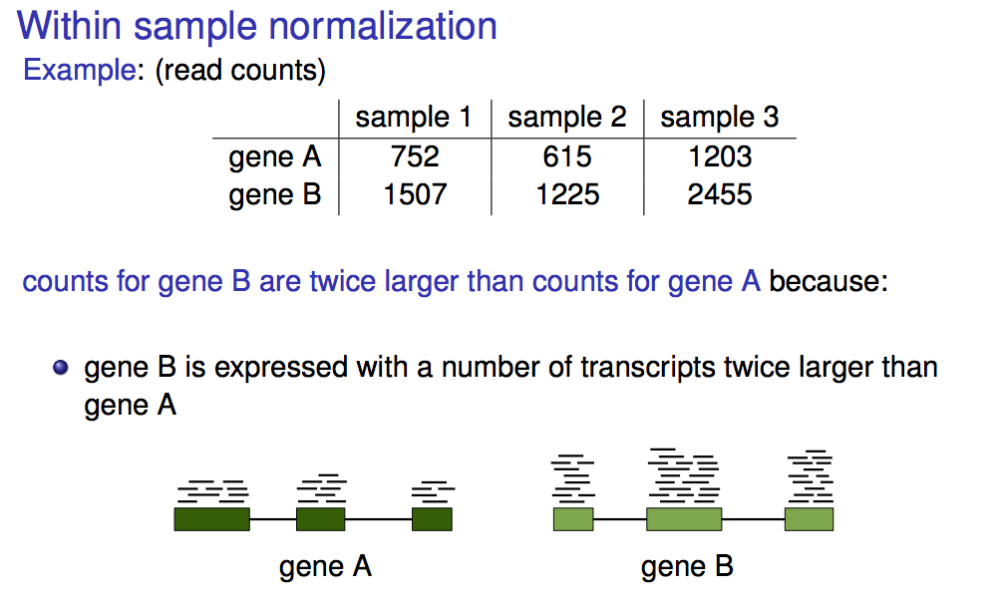 Within sample normalization
Example: (read counts)
sample 1 sample 2 sample 3
gene A 752 615 1203
gene B 1507 1225 2455
counts for gene B are twice larger than counts for gene A because:
gene B is expressed with a number of transcripts twice larger than
gene A
gene A gene B